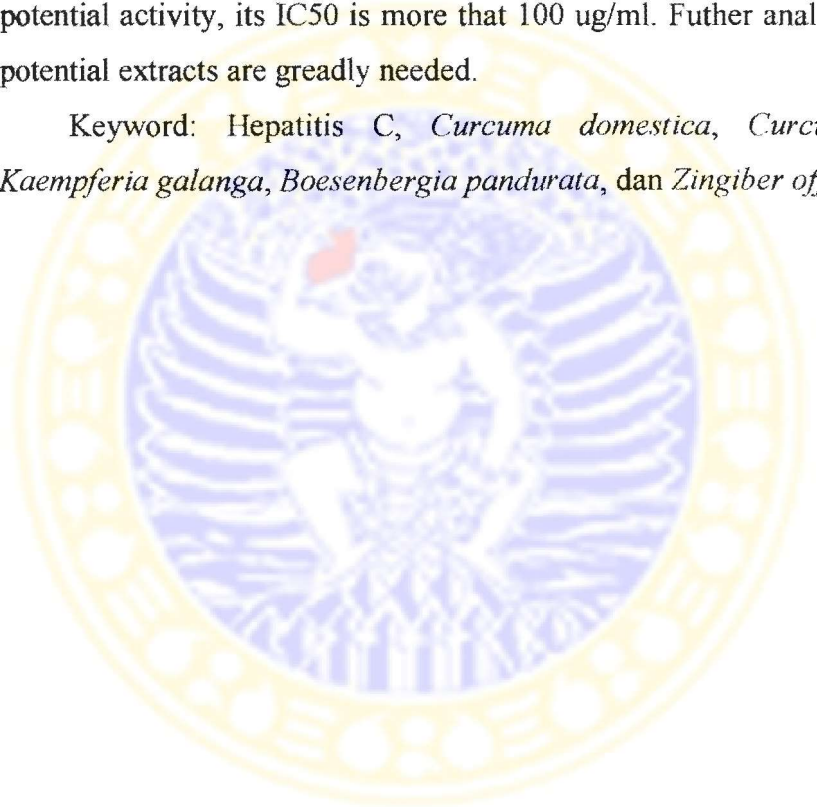 potential activity, its IC50 is more that 100 ug/ml. Futher anal
potential extracts are greadly needed.
Keyword: Hepatitis C, Curcuma domestica, Curc
Kaempferia galanga, Boesenbergia pandurata, dan Zingiber of